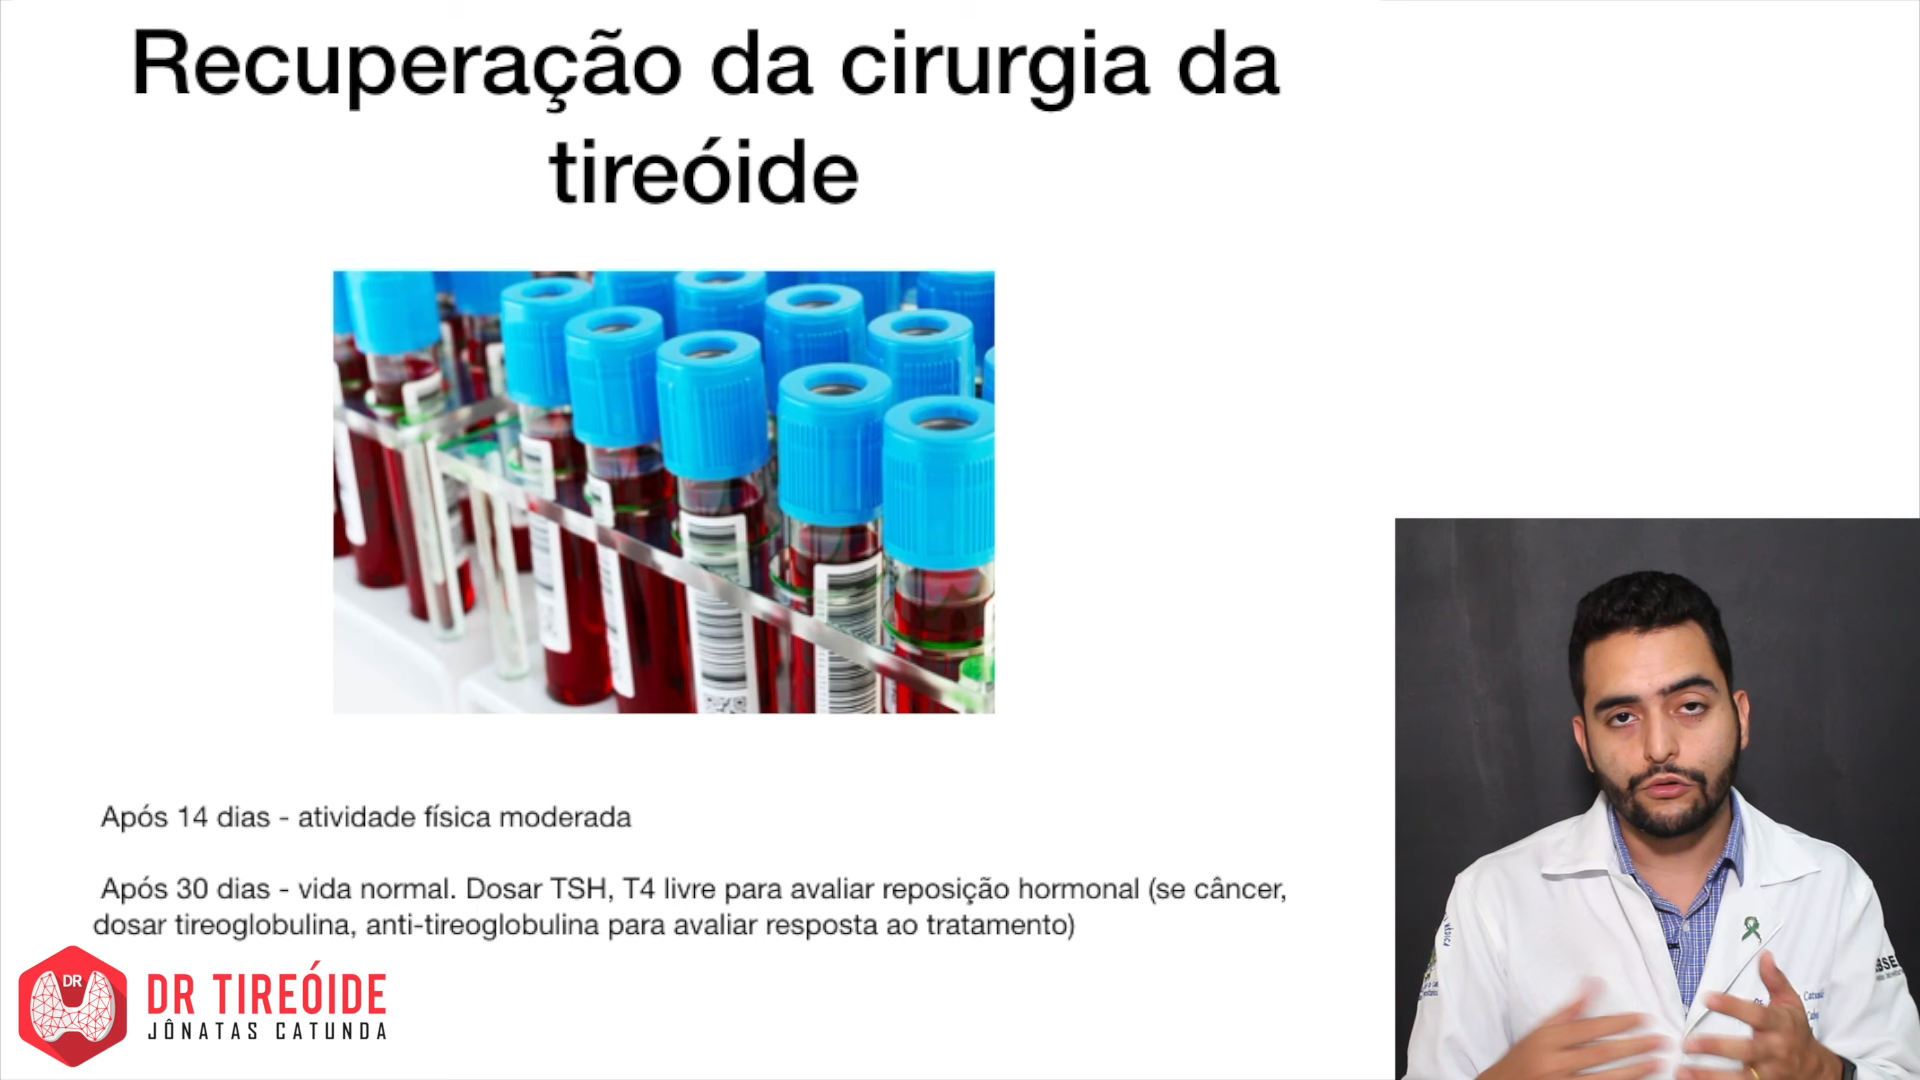 Recuperação da cirurgia da
tireóide
Após 14 dias - atividade física moderada
Após 30 dias - vida normal. Dosar TSH, T4 livre para avaliar reposição hormonal (se câncer,
dosar tireoglobulina, anti-tireoglobulina para avaliar resposta ao tratamento)
DR
DR TIREÓIDE
JÔNATAS CATUNDA